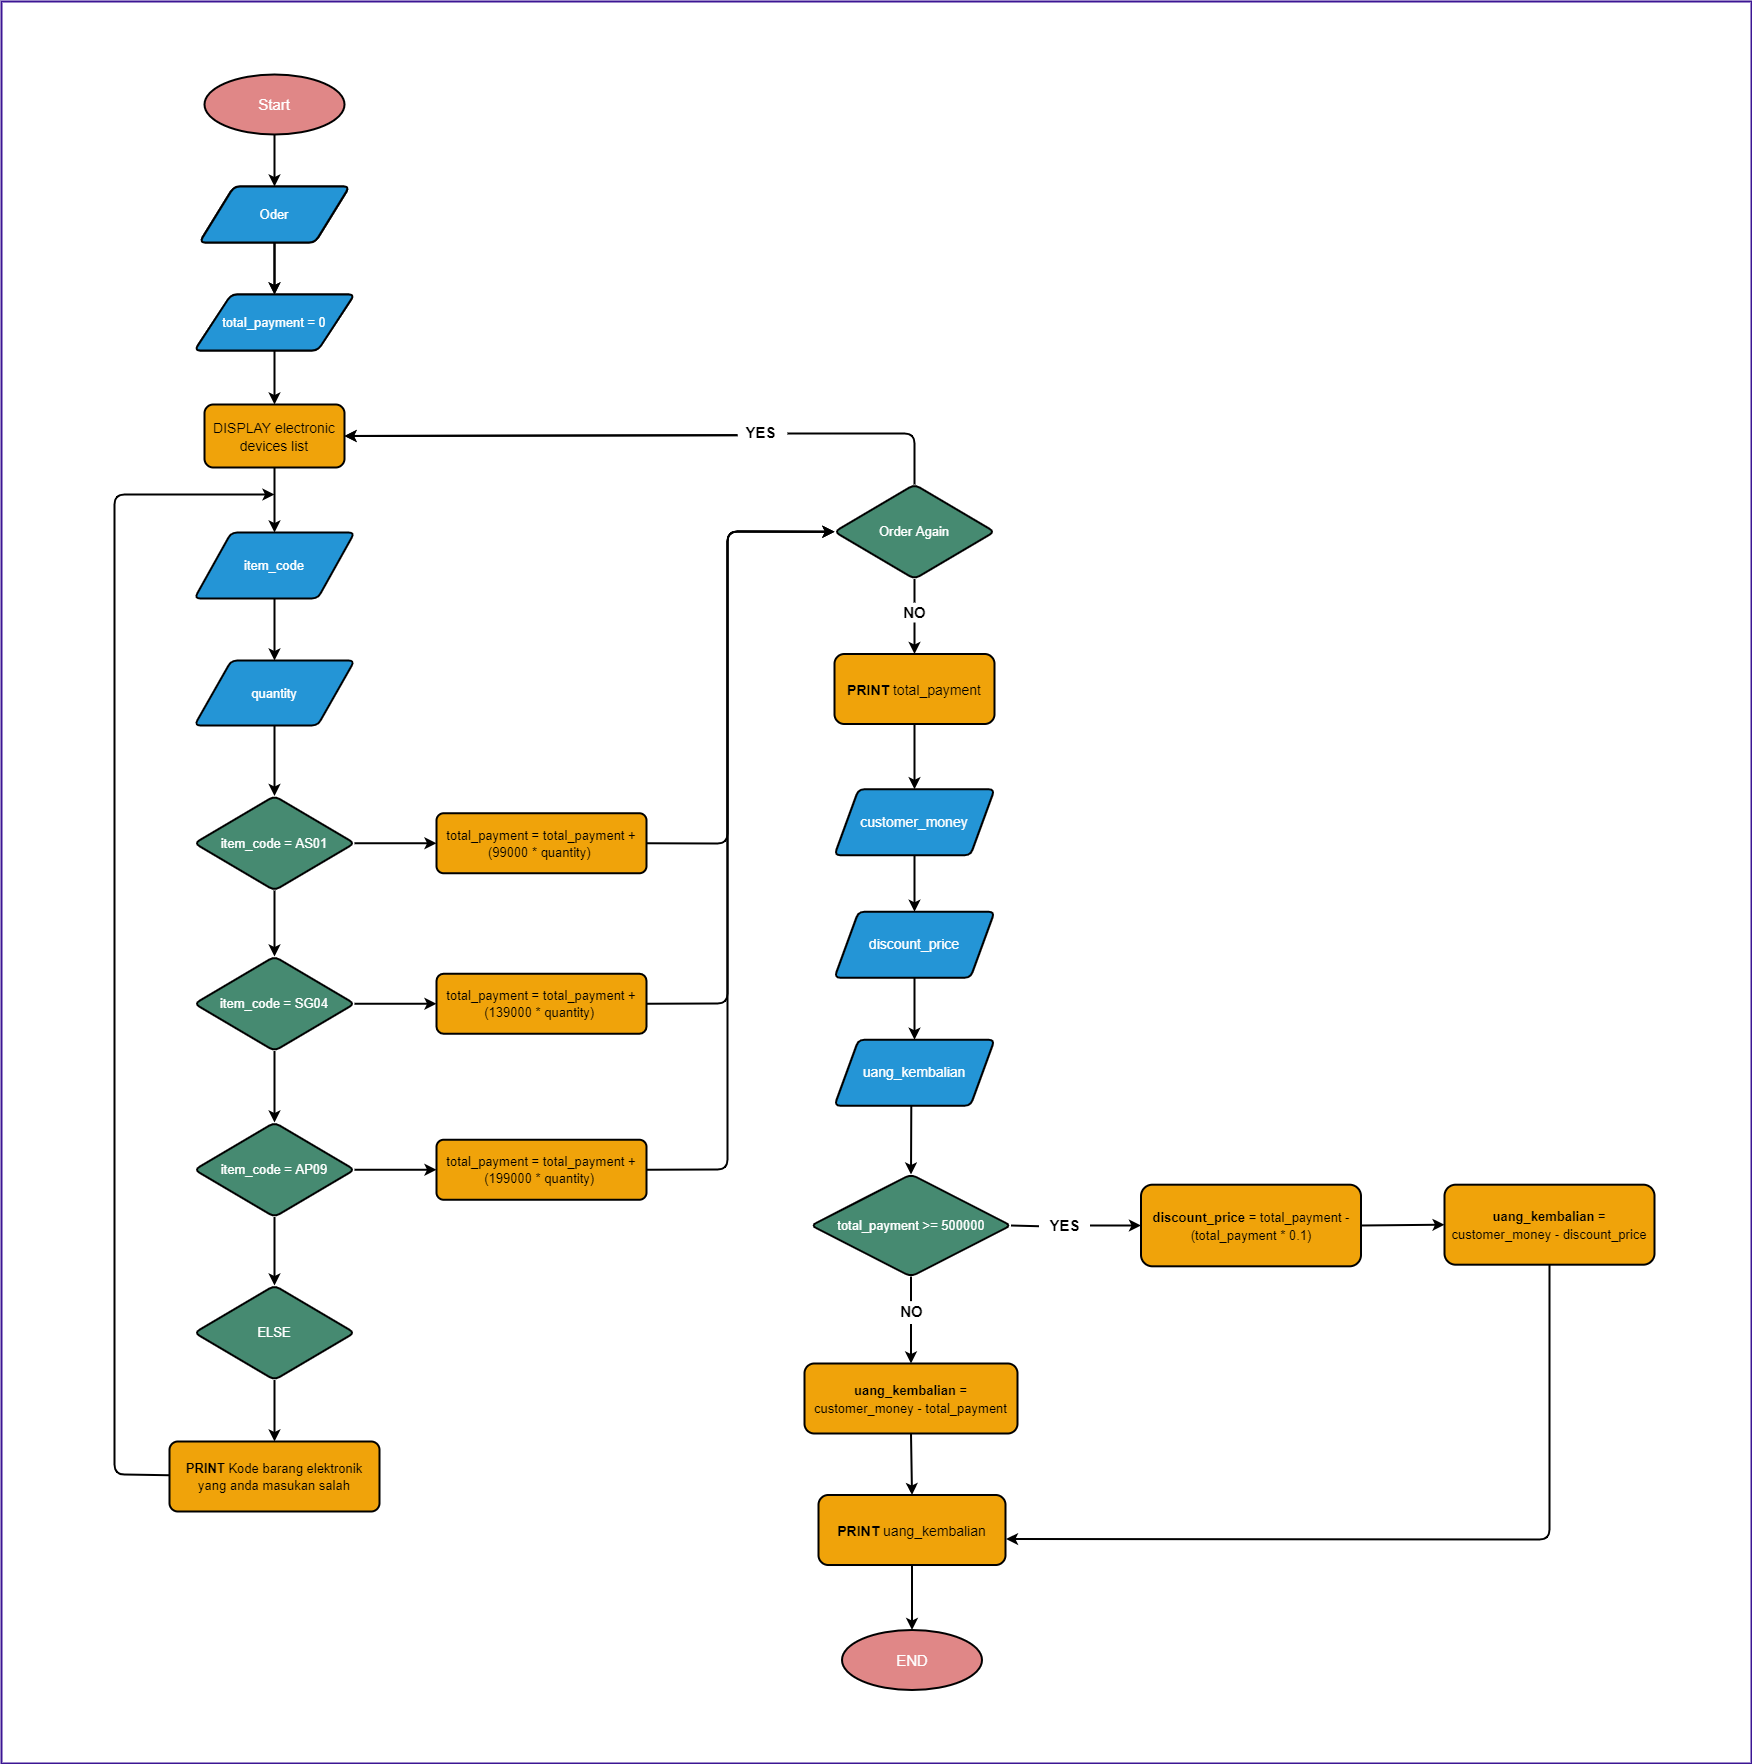 Start
Oder
total_payment = 0
DISPLAY electronic
devices list
item_code
quantity
item_code = AS01
total_payment = total_payment +
(99000 * quantity)
item_code = SG04
total_payment = total_payment +
(139000 * quantity)
item_code = AP09
total_payment = total_payment +
(199000 * quantity)
ELSE
PRINT Kode barang elektronik
yang anda masukan salah
YES
Order Again
NO
PRINT total_payment
customer_money
discount_price
uang_kembalian
total_payment >= 500000
YES
discount_price = total_payment -
(total_payment * 0.1)
uang_kembalian =
customer_money - discount_price
NO
uang_kembalian =
customer_money - total_payment
PRINT uang_kembalian
END